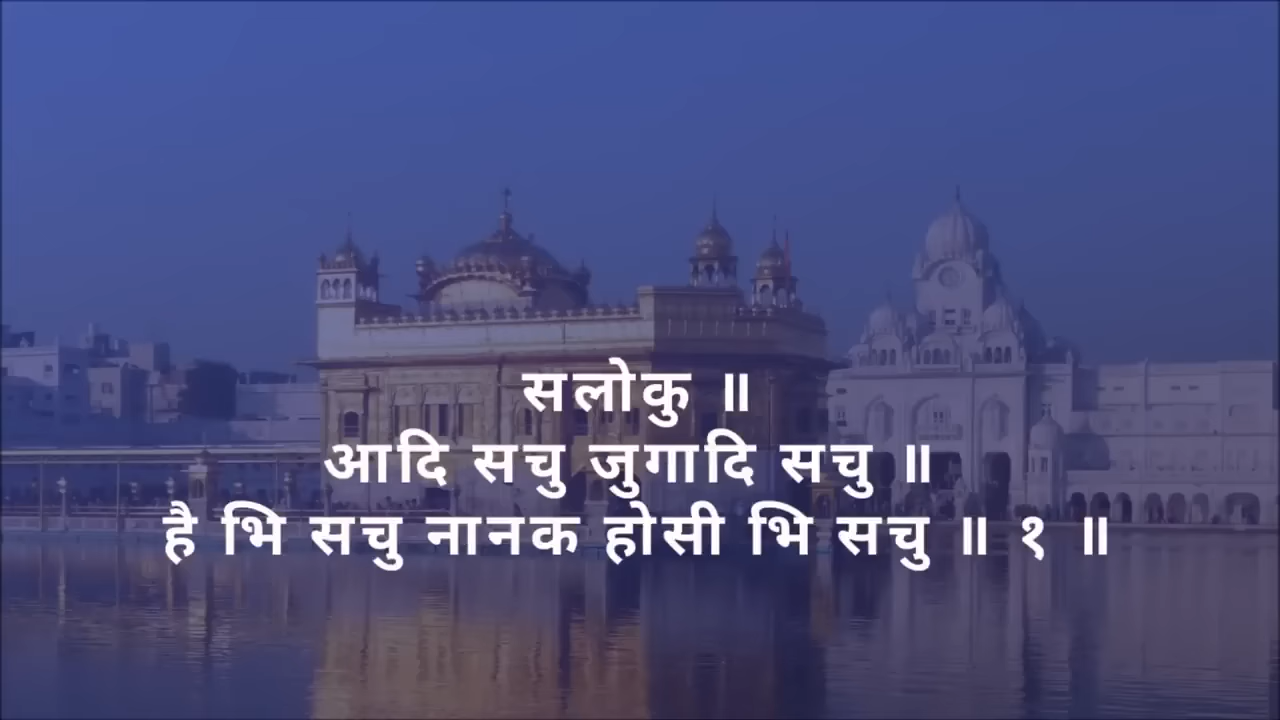 सलोकु ॥
आदि सचु जुगादि सचु ॥
है भि सचु नानक होसी भि सचु ॥ १ ॥